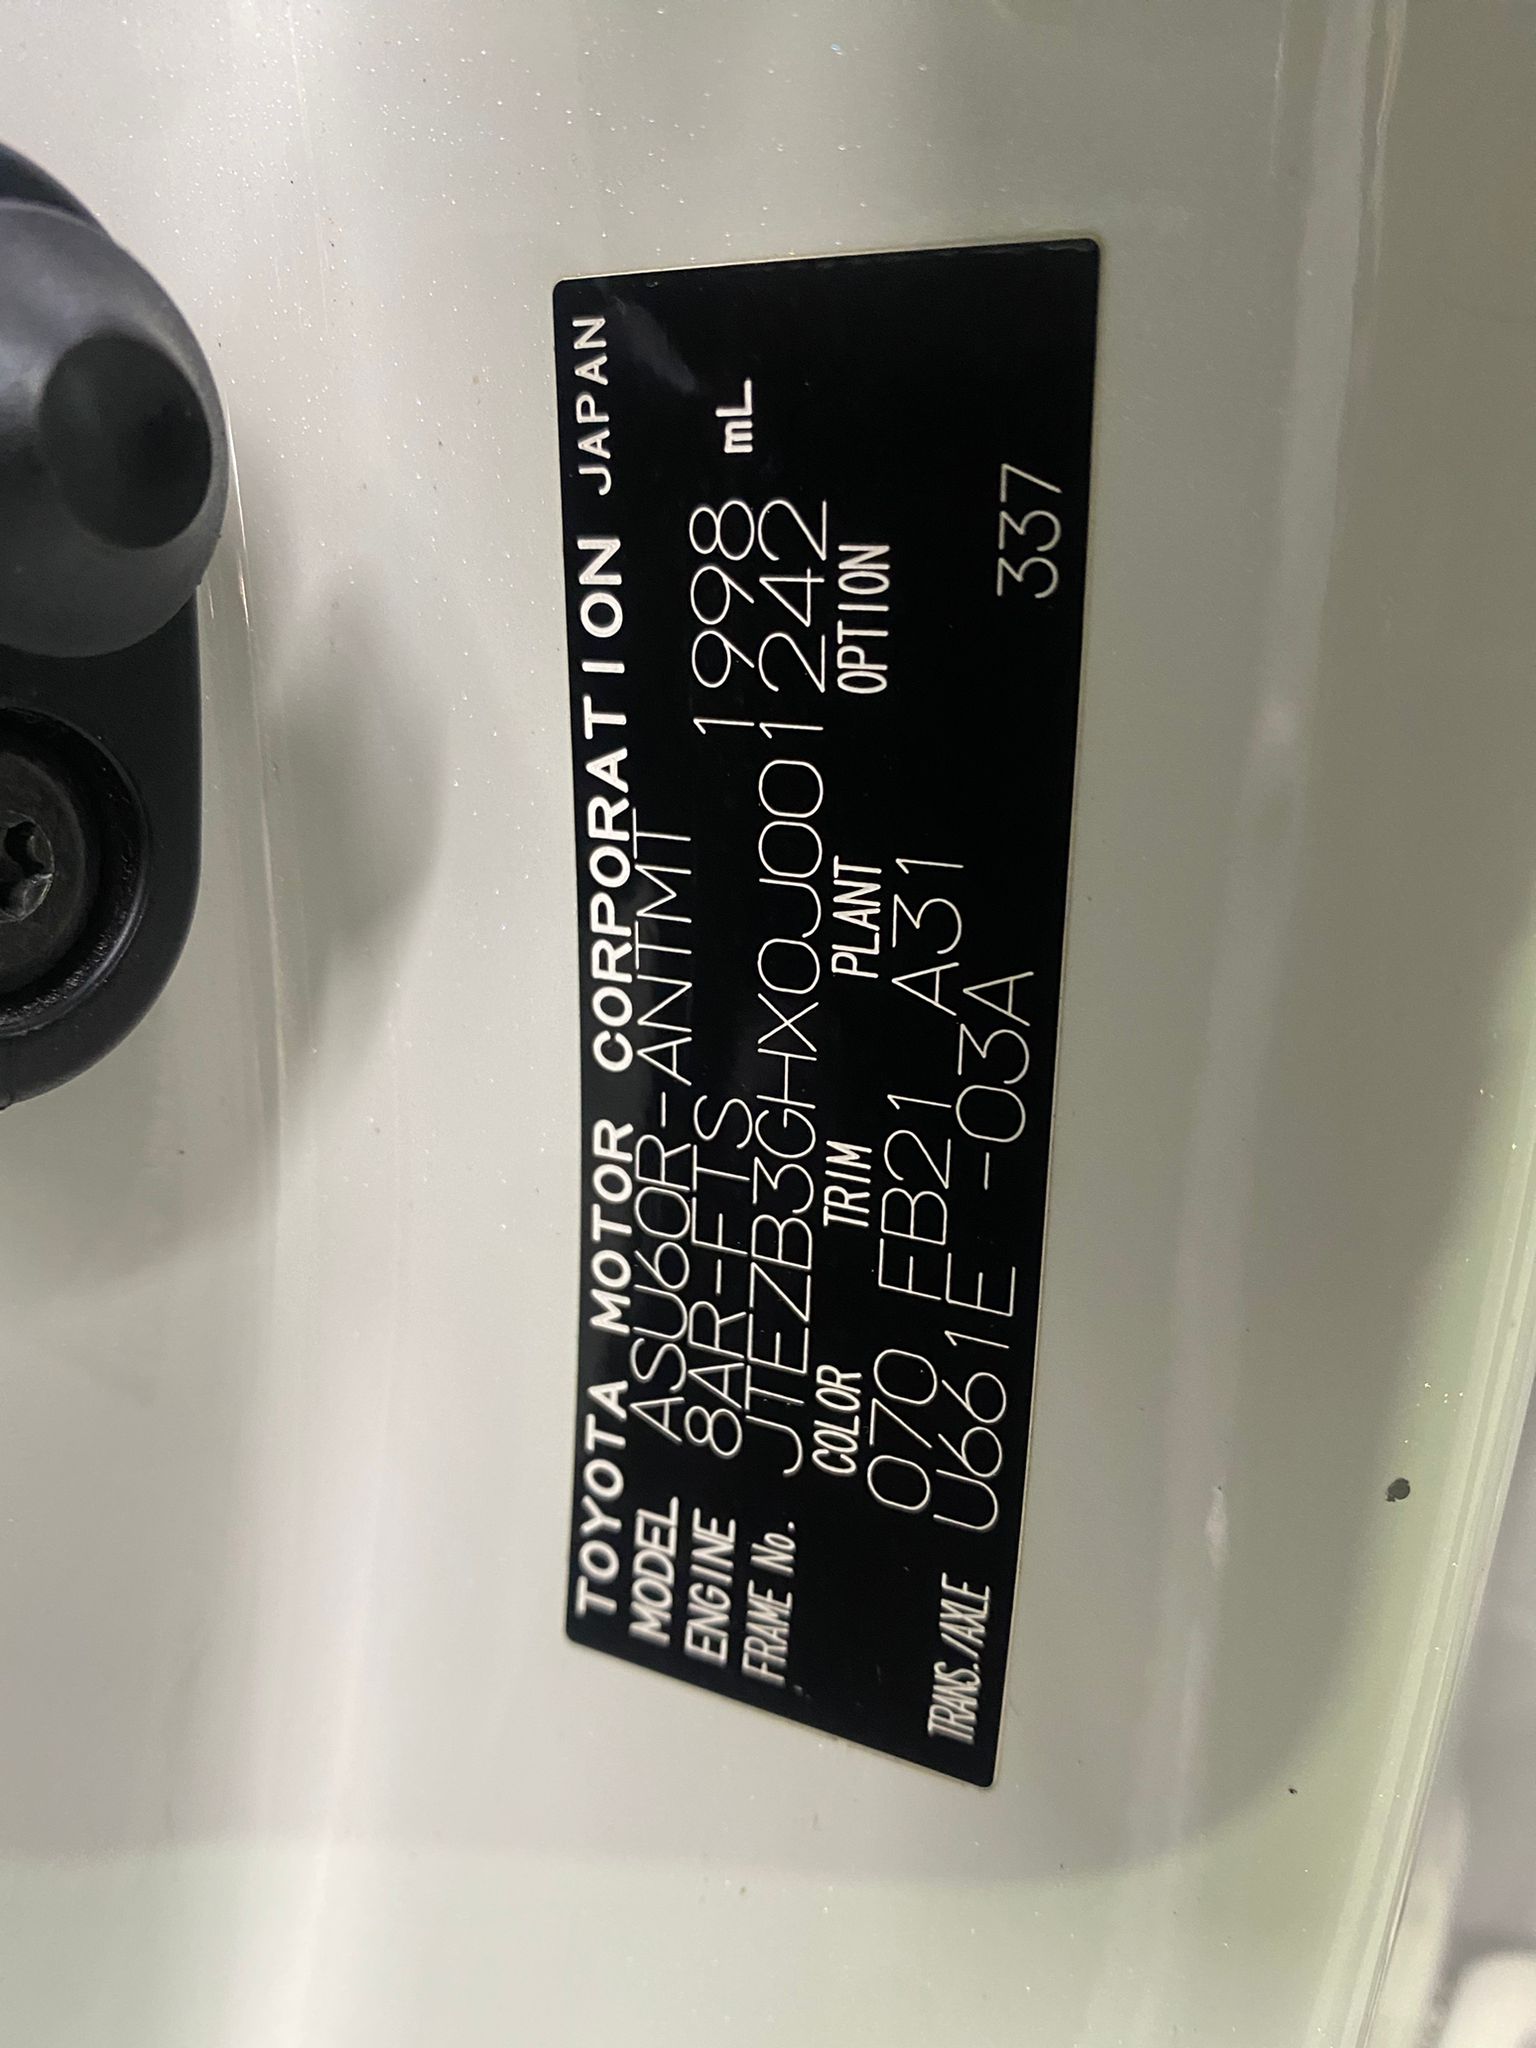 TOYOTA MOTOR CORPORATION JAPAN
MODEL ASU60R-ANTMT
ENGINE 8AR-FTS 1998 mL
FRAME No. JTEZB3GHX0J001242
COLOR TRIM PLANT OPTION
070 FB21 A31
TRANS./AXLE U661E -03A 337